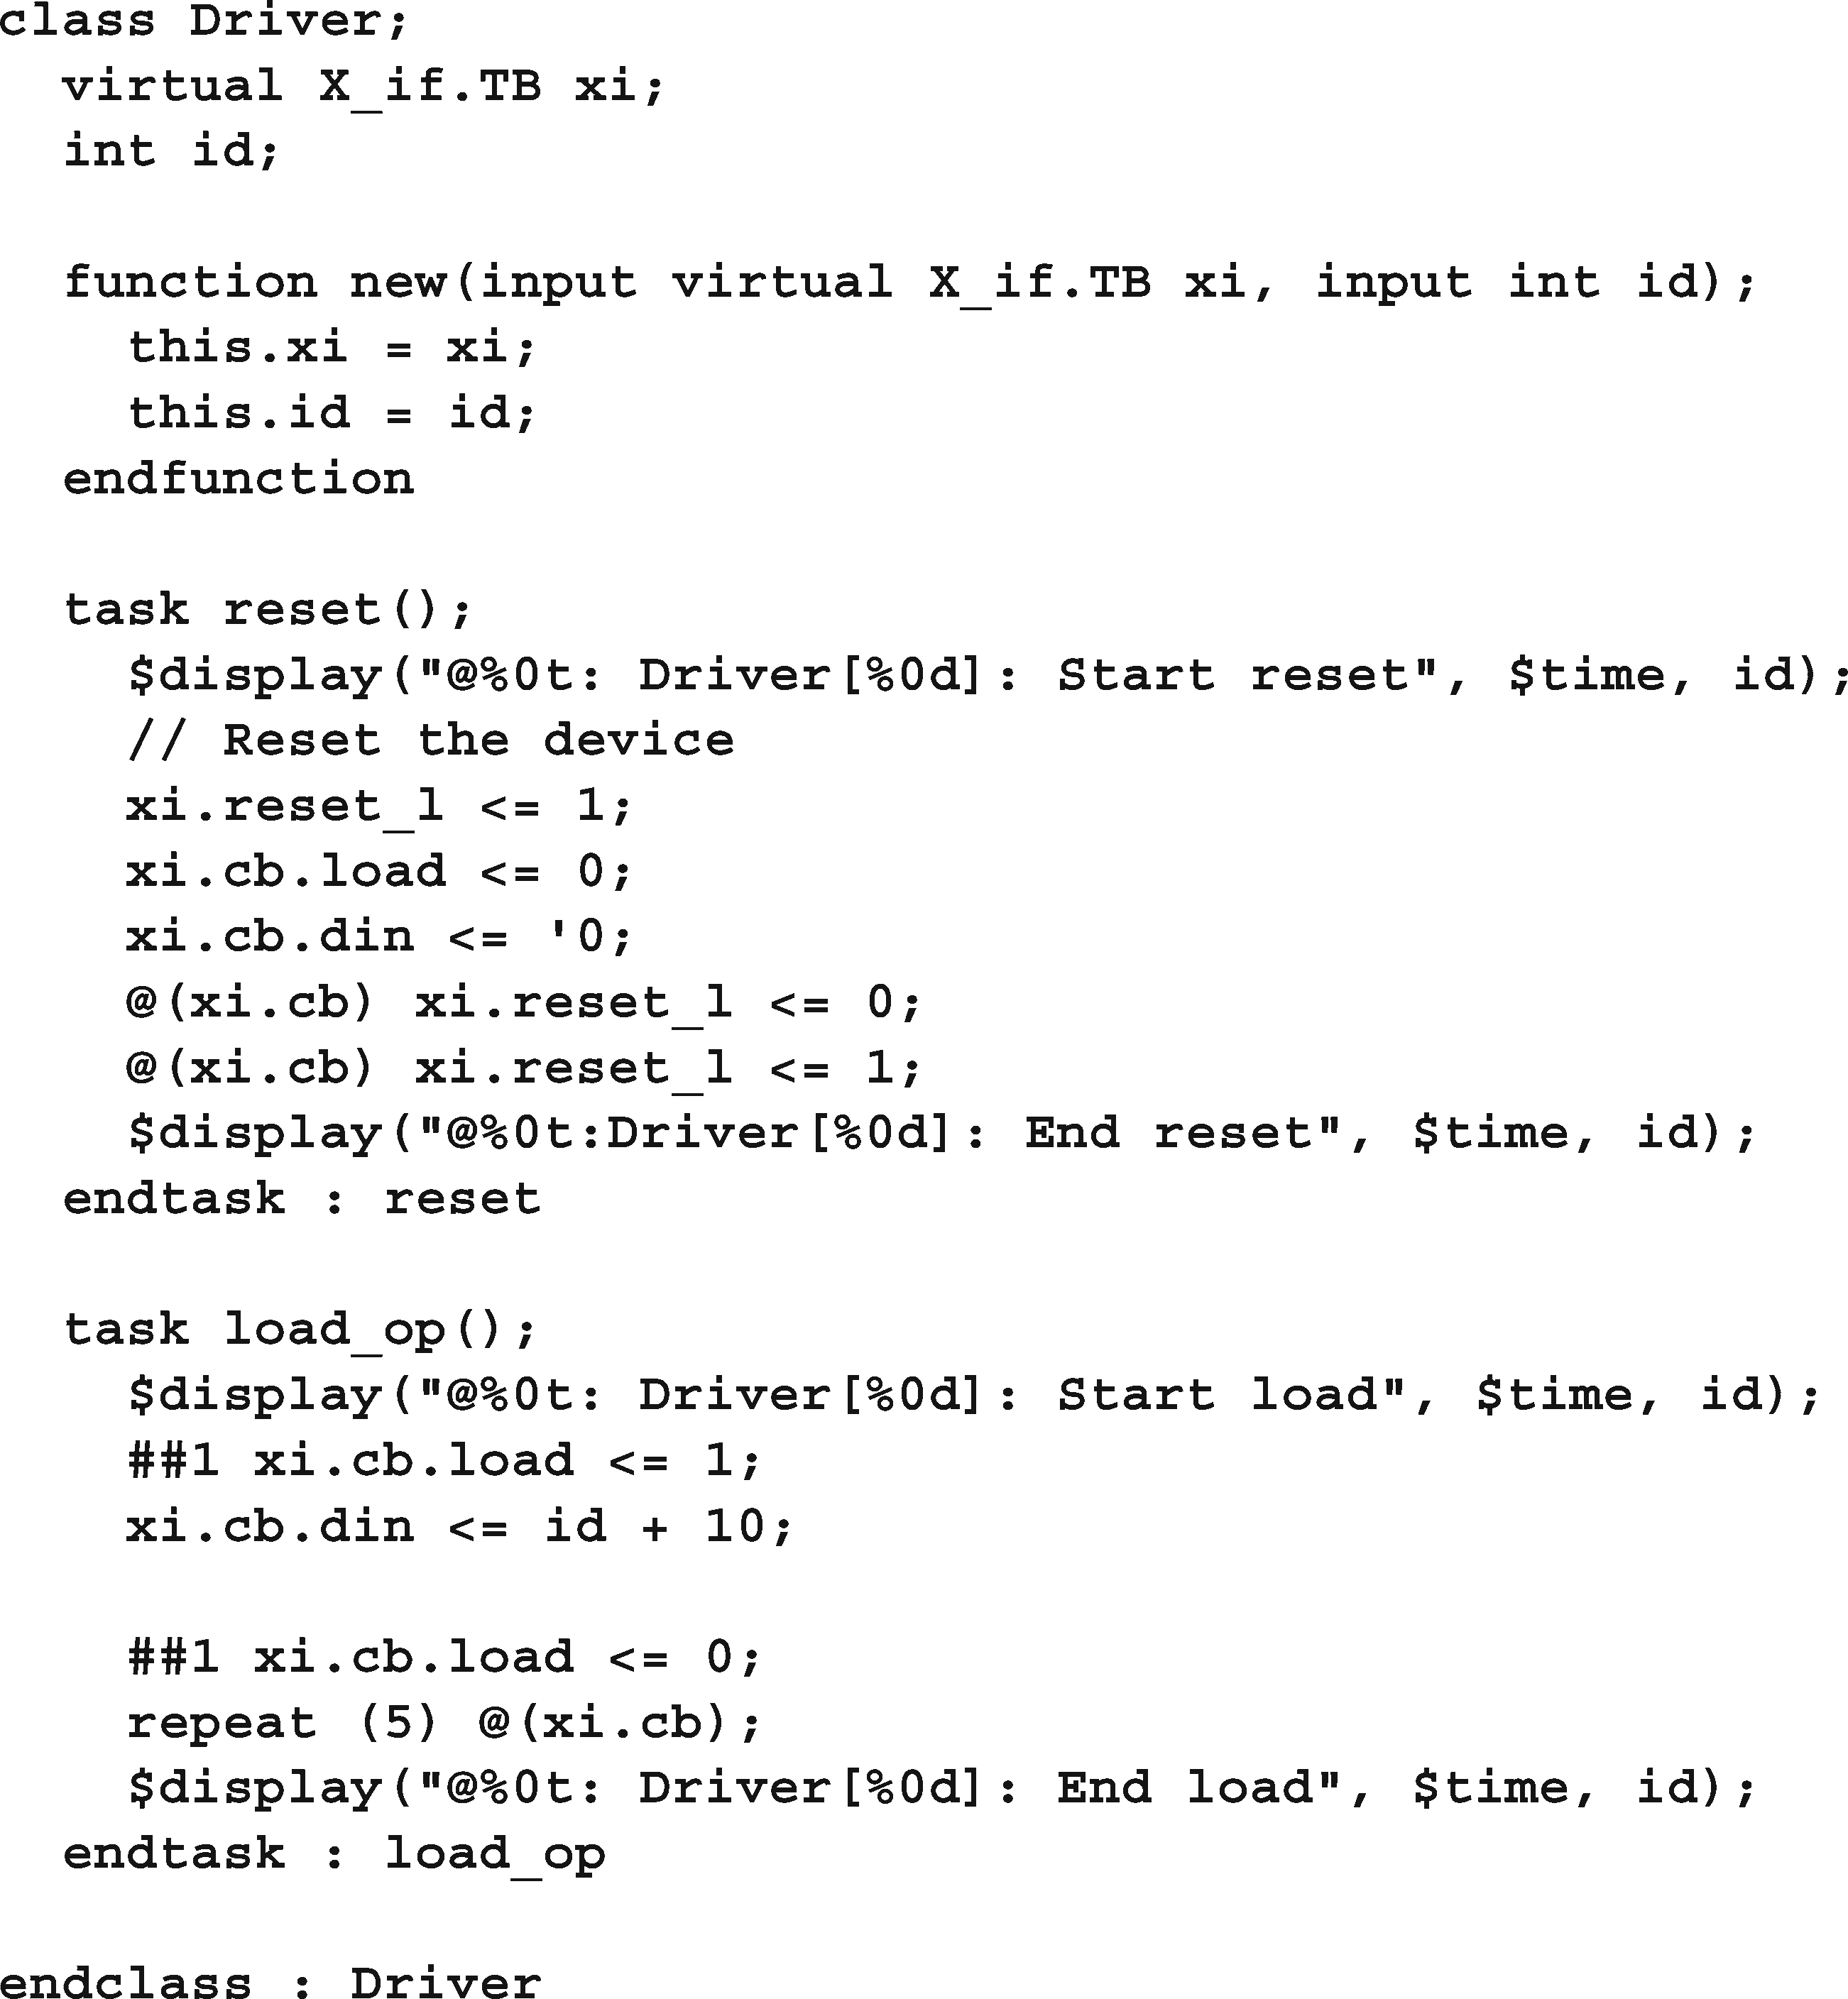 class Driver;
  virtual X_if.TB xi;
  int id;

  function new(input virtual X_if.TB xi, input int id);
    this.xi = xi;
    this.id = id;
  endfunction

  task reset();
    $display("@%0t: Driver[%0d]: Start reset", $time, id);
    // Reset the device
    xi.reset_l <= 1;
    xi.cb.load <= 0;
    xi.cb.din <= '0;
    @(xi.cb) xi.reset_l <= 0;
    @(xi.cb) xi.reset_l <= 1;
    $display("@%0t:Driver[%0d]: End reset", $time, id);
  endtask : reset

  task load_op();
    $display("@%0t: Driver[%0d]: Start load", $time, id);
    ##1 xi.cb.load <= 1;
    xi.cb.din <= id + 10;

    ##1 xi.cb.load <= 0;
    repeat (5) @(xi.cb);
    $display("@%0t: Driver[%0d]: End load", $time, id);
  endtask : load_op

endclass : Driver